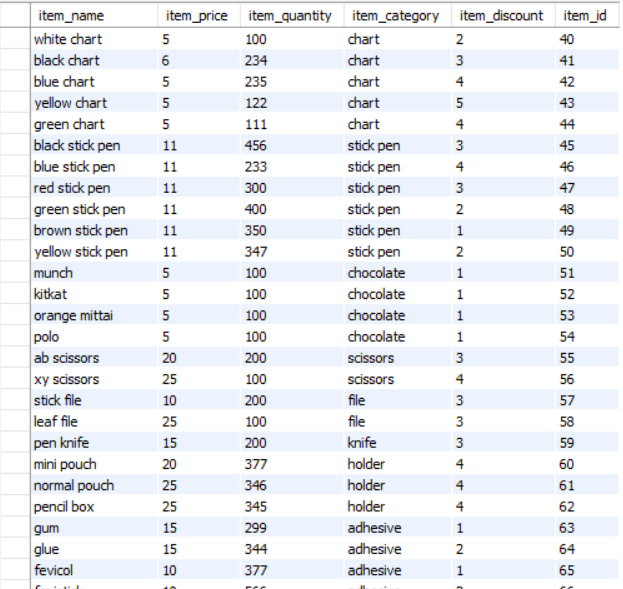 item_name item_price item_quantity item_category item_discount item_id
white chart 5 100 chart 2 40
black chart 6 234 chart 3 41
blue chart 5 235 chart 4 42
yellow chart 5 122 chart 5 43
green chart 5 111 chart 4 44
black stick pen 11 456 stick pen 3 45
blue stick pen 11 233 stick pen 4 46
red stick pen 11 300 stick pen 3 47
green stick pen 11 400 stick pen 2 48
brown stick pen 11 350 stick pen 1 49
yellow stick pen 11 347 stick pen 2 50
munch 5 100 chocolate 1 51
kitkat 5 100 chocolate 1 52
orange mittai 5 100 chocolate 1 53
polo 5 100 chocolate 1 54
ab scissors 20 200 scissors 3 55
xy scissors 25 100 scissors 4 56
stick file 10 200 file 3 57
leaf file 25 100 file 3 58
pen knife 15 200 knife 3 59
mini pouch 20 377 holder 4 60
normal pouch 25 346 holder 4 61
pencil box 25 345 holder 4 62
gum 15 299 adhesive 1 63
glue 15 344 adhesive 2 64
fevicol 10 377 adhesive 1 65